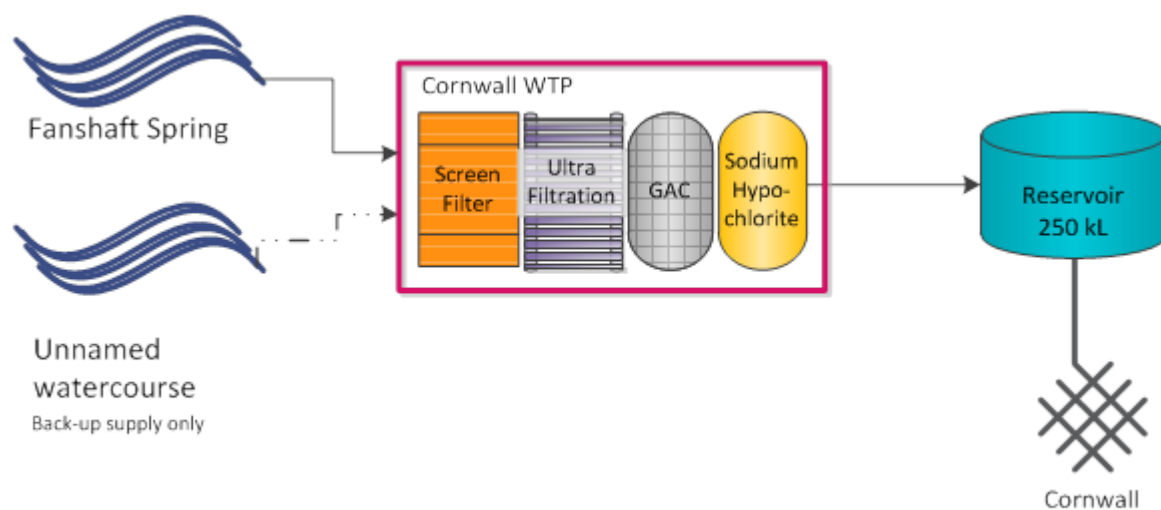 Fanshaft Spring
Unnamed
watercourse
Back-up supply only
Cornwall WTP
Screen
Filter
Ultra
Filtration
GAC
Sodium
Hypo-
chlorite
Reservoir
250 kL
Cornwall